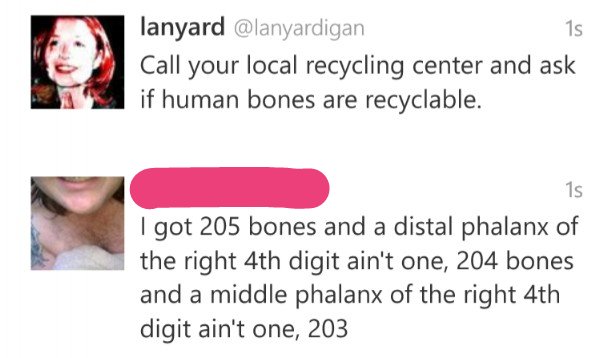 lanyard @lanyardigan 1s
Call your local recycling center and ask
if human bones are recyclable.
1s
I got 205 bones and a distal phalanx of
the right 4th digit ain't one, 204 bones
and a middle phalanx of the right 4th
digit ain't one, 203